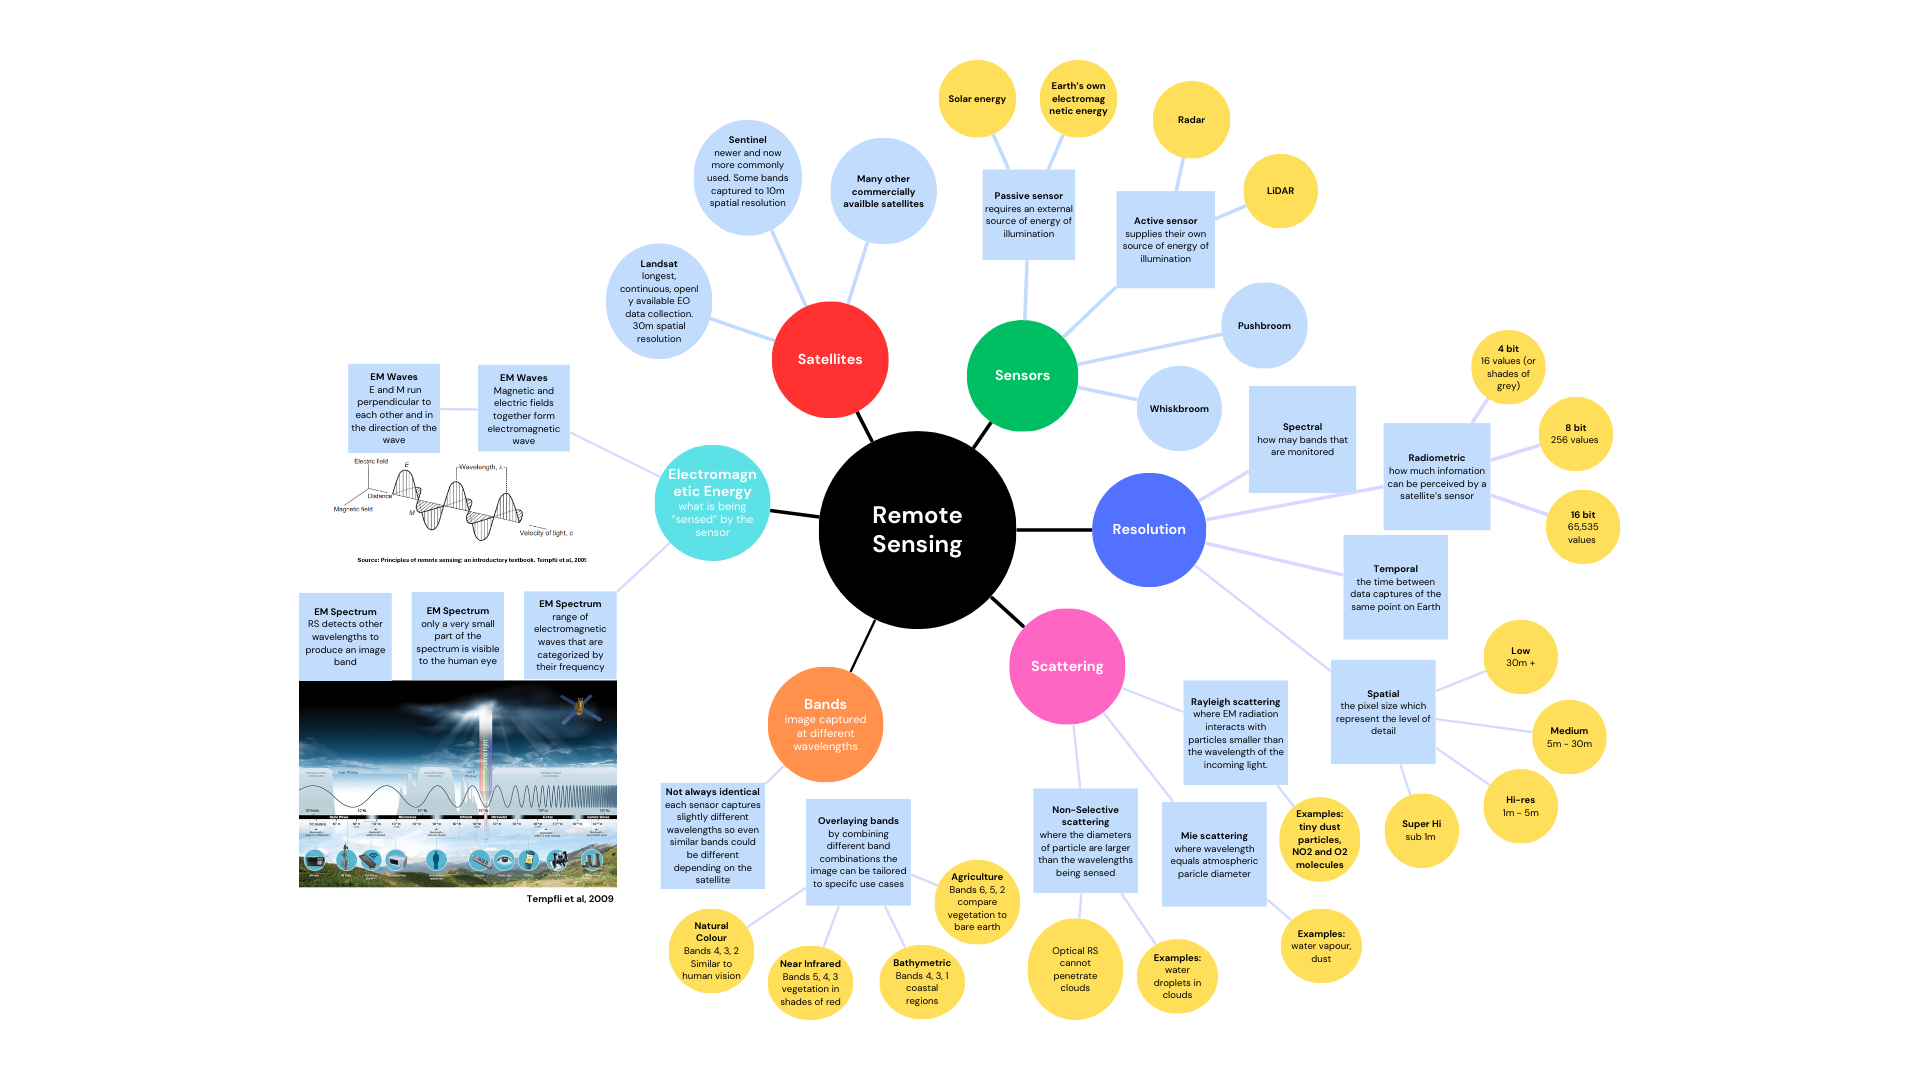 Remote
Sensing
Satellites
Sentinel
newer and now
more commonly
used. Some bands
captured to 10m
spatial resolution
Many other
commercially
availble satellites
Landsat
longest,
continuous, openl
y available EO
data collection.
30m spatial
resolution
Sensors
Solar energy
Earth's own
electromag
netic energy
Passive sensor
requires an external
source of energy of
illumination
Radar
LiDAR
Active sensor
supplies their own
source of energy of
illumination
Pushbroom
Whiskbroom
Resolution
Spectral
how may bands that
are monitored
Radiometric
how much infomation
can be perceived by a
satellite's sensor
4 bit
16 values (or
shades of
grey)
8 bit
256 values
16 bit
65,535
values
Temporal
the time between
data captures of the
same point on Earth
Spatial
the pixel size which
represent the level of
detail
Low
30m +
Medium
5m - 30m
Hi-res
1m - 5m
Super Hi
sub 1m
Scattering
Rayleigh scattering
where EM radiation
interacts with
particles smaller than
the wavelength of the
incoming light.
Examples:
tiny dust
particles,
NO2 and O2
molecules
Mie scattering
where wavelength
equals atmospheric
paricle diameter
Examples:
water vapour,
dust
Non-Selective
scattering
where the diameters
of particle are larger
than the wavelengths
being sensed
Optical RS
cannot
penetrate
clouds
Examples:
water
droplets in
clouds
Bands
image captured
at different
wavelengths
Not always identical
each sensor captures
slightly different
wavelengths so even
similar bands could
be different
depending on the
satellite
Overlaying bands
by combining
different band
combinations the
image can be tailored
to specifc use cases
Natural
Colour
Bands 4, 3, 2
Similar to
human vision
Near Infrared
Bands 5, 4, 3
vegetation in
shades of red
Bathymetric
Bands 4, 3, 1
coastal
regions
Agriculture
Bands 6, 5, 2
compare
vegetation to
bare earth
Electromagn
etic Energy
what is being
"sensed" by the
sensor
EM Waves
E and M run
perpendicular to
each other and in
the direction of the
wave
EM Waves
Magnetic and
electric fields
together form
electromagnetic
wave
Electric field
E
Wavelength, λ
Distance
Magnetic field
M
Velocity of light, c
Source: Principles of remote sensing: an introductory textbook. Tempfli et al, 2009
EM Spectrum
RS detects other
wavelengths to
produce an image
band
EM Spectrum
only a very small
part of the
spectrum is visible
to the human eye
EM Spectrum
range of
electromagnetic
waves that are
categorized by
their frequency
Tempfli et al, 2009